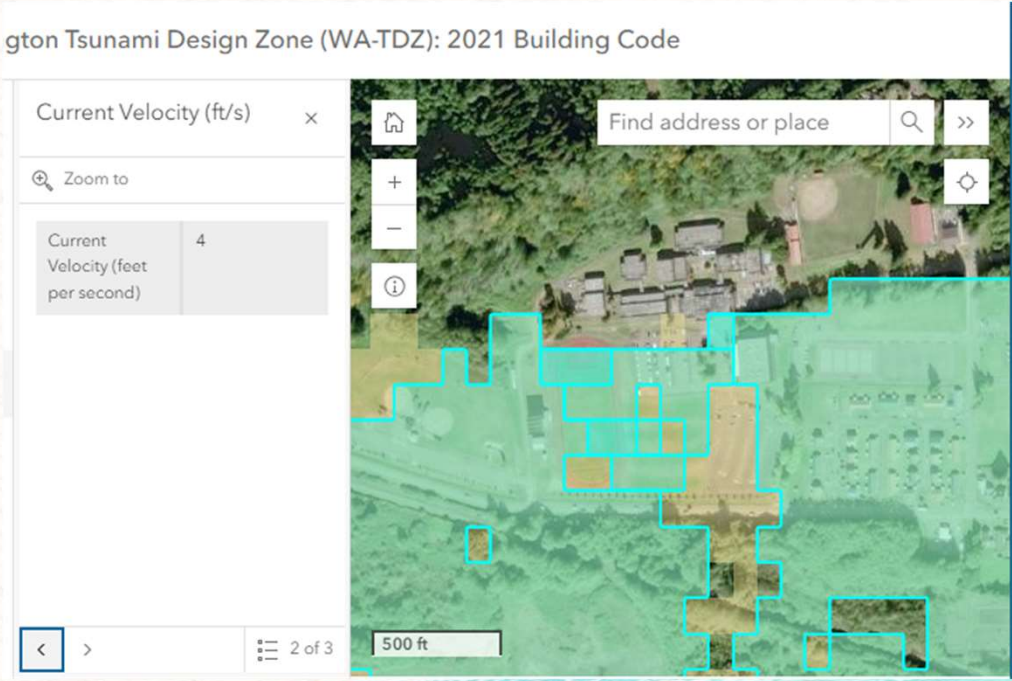 gton Tsunami Design Zone (WA-TDZ): 2021 Building Code
Current Velocity (ft/s)
Zoom to
Current
Velocity (feet
per second)
4
2 of 3
Find address or place
500 ft